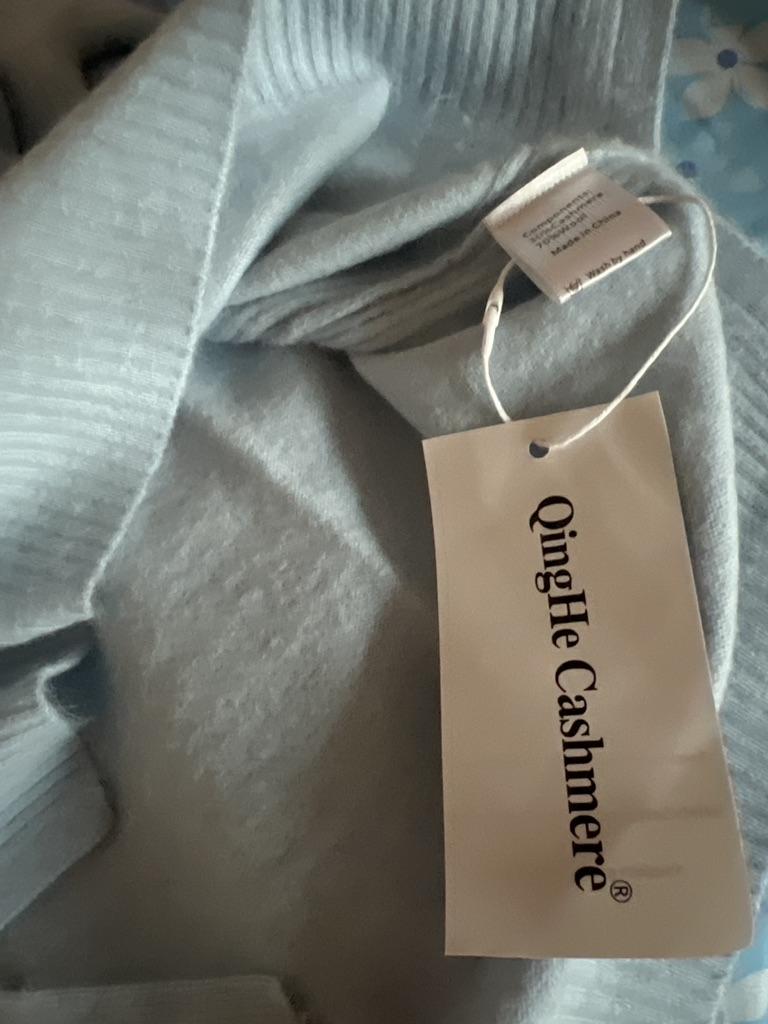 Components:
30%Cashmere
70%Wool
Made in China
Wash by hand
QingHe Cashmere®